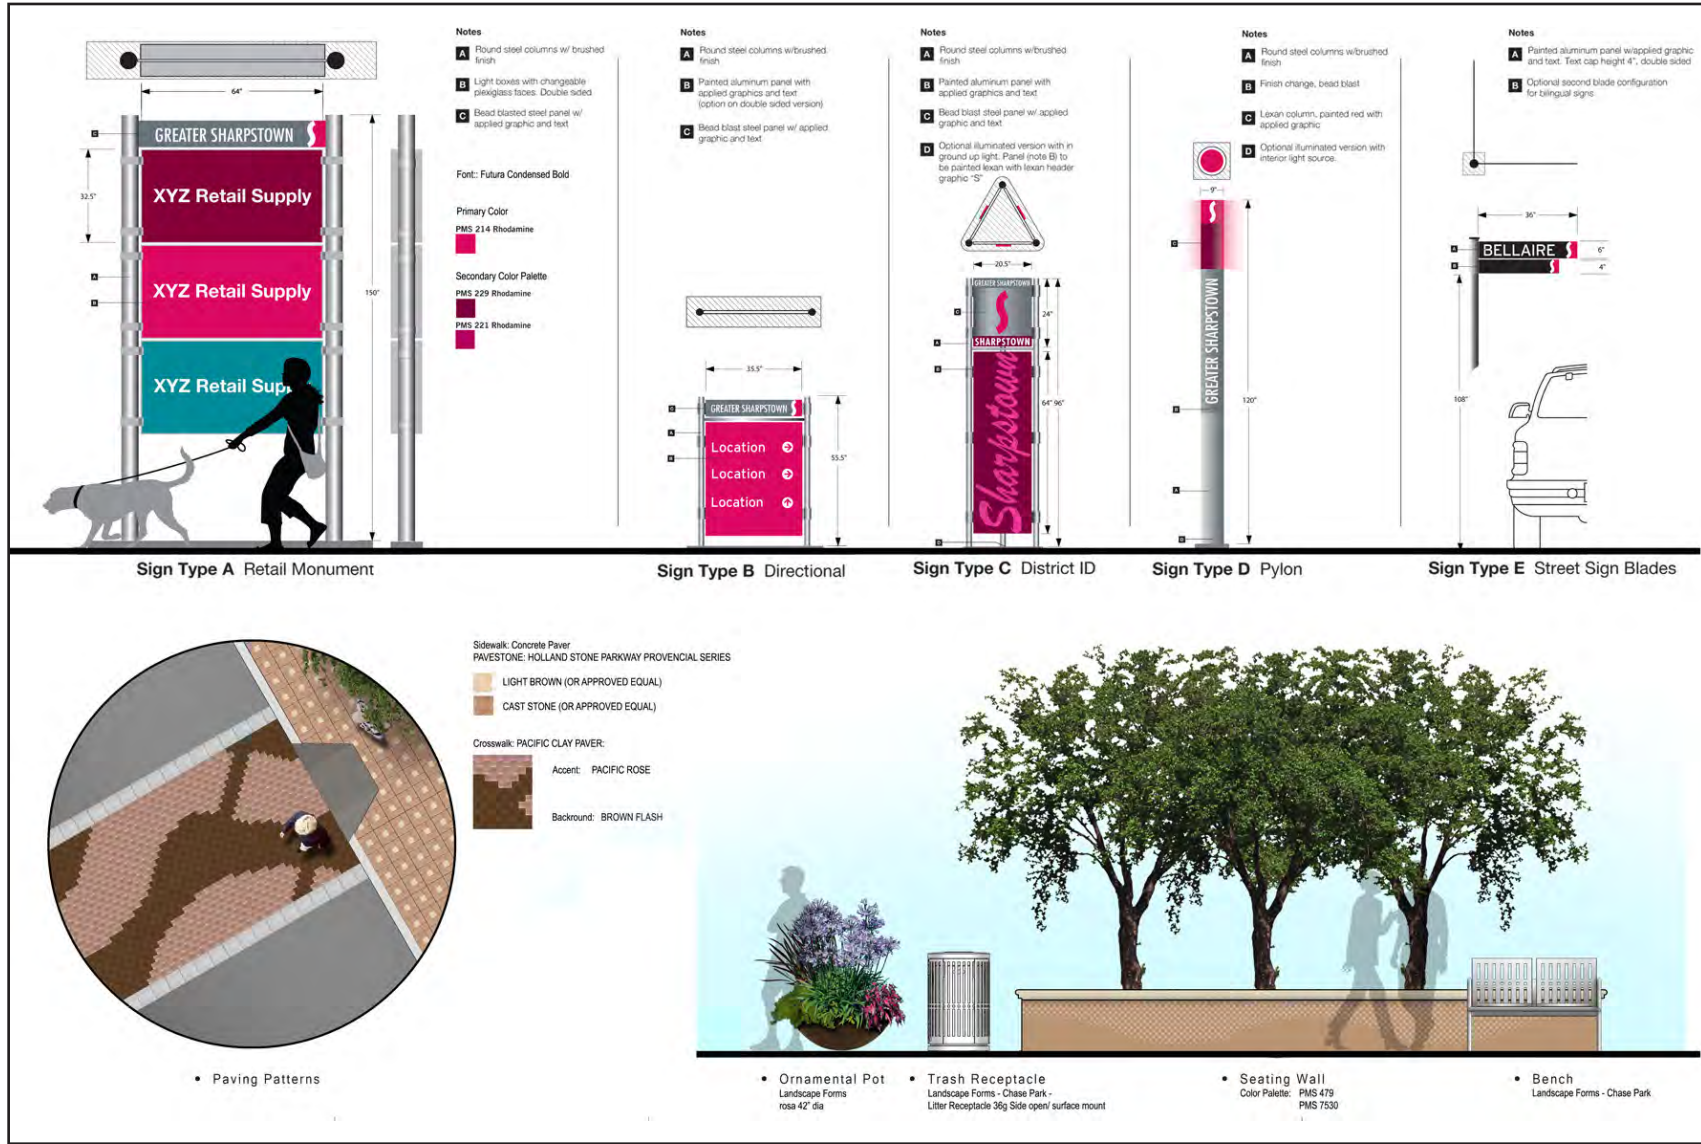 Notes
A Round steel columns w/ brushed
finish
B Light boxes with changeable
plexiglass faces. Double sided
C Bead blasted steel panel w/
applied graphic and text
Font:: Futura Condensed Bold
Primary Color
PMS 214 Rhodamine
Secondary Color Palette
PMS 229 Rhodamine
PMS 221 Rhodamine
64"
C
GREATER SHARPSTOWN
32.5"
XYZ Retail Supply
A
XYZ Retail Supply
B
150"
XYZ Retail Supply
Sign Type A Retail Monument
Notes
A Round steel columns w/brushed
finish
B Painted aluminum panel with
applied graphics and text
(option on double sided version)
C Bead blast steel panel w/ applied
graphic and text
35.5"
C
GREATER SHARPSTOWN
A
B
Location
Location
Location
55.5"
Sign Type B Directional
Notes
A Round steel columns w/brushed
finish
B Painted aluminum panel with
applied graphics and text
C Bead blast steel panel w/ applied
graphic and text
D Optional illuminated version with in
ground up light. Panel (note B) to
be painted lexan with lexan header
graphic "S"
20.5"
GREATER SHARPSTOWN
C
24"
A
SHARPSTOWN
B
Sharpstown
64" 96"
D
Sign Type C District ID
Notes
A Round steel columns w/brushed
finish
B Finish change, bead blast
C Lexan column, painted red with
applied graphic
D Optional illuminated version with
interior light source.
9"
C
GREATER SHARPSTOWN
120"
A
Sign Type D Pylon
Notes
A Painted aluminum panel w/applied graphic
and text. Text cap height 4", double sided
B Optional second blade configuration
for bilingual signs
36"
A
BELLAIRE
6"
B
4"
108"
Sign Type E Street Sign Blades
Sidewalk: Concrete Paver
PAVESTONE: HOLLAND STONE PARKWAY PROVENCIAL SERIES
LIGHT BROWN (OR APPROVED EQUAL)
CAST STONE (OR APPROVED EQUAL)
Crosswalk: PACIFIC CLAY PAVER:
Accent: PACIFIC ROSE
Backround: BROWN FLASH
• Paving Patterns
• Ornamental Pot
Landscape Forms
rosa 42" dia
• Trash Receptacle
Landscape Forms - Chase Park -
Litter Receptacle 36g Side open/ surface mount
• Seating Wall
Color Palette: PMS 479
PMS 7530
• Bench
Landscape Forms - Chase Park